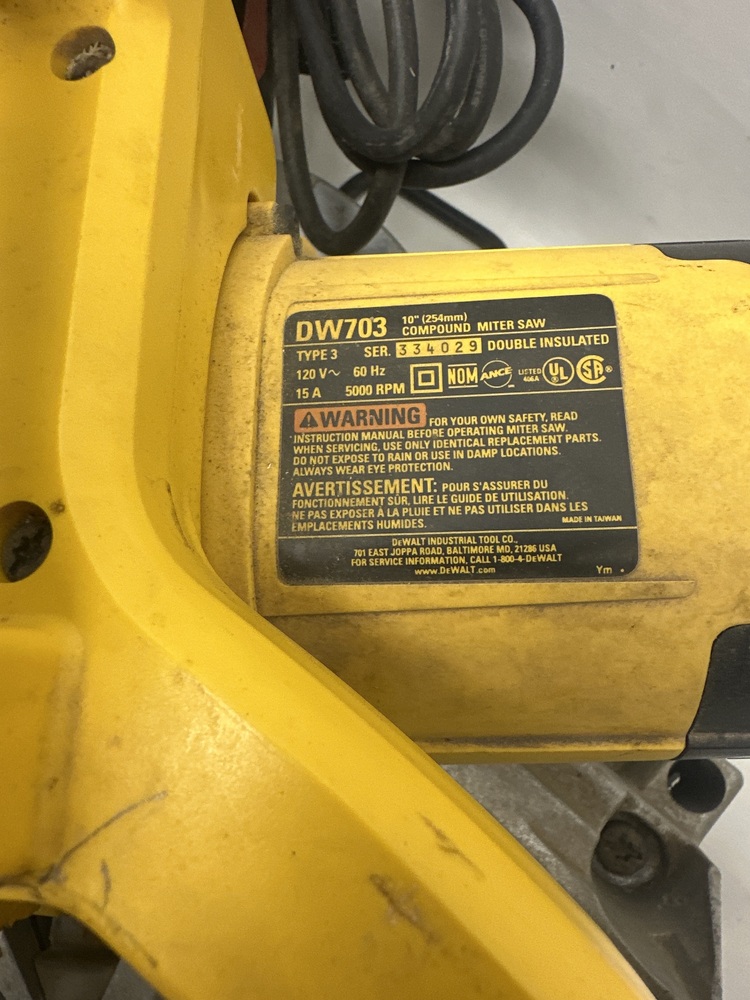 DW703 10" (254mm)
COMPOUND MITER SAW
TYPE 3 SER. 334029 DOUBLE INSULATED
120 V~ 60 Hz
15 A 5000 RPM
NOM ANCE LISTED 406A UL SA
WARNING FOR YOUR OWN SAFETY, READ
INSTRUCTION MANUAL BEFORE OPERATING MITER SAW.
WHEN SERVICING, USE ONLY IDENTICAL REPLACEMENT PARTS.
DO NOT EXPOSE TO RAIN OR USE IN DAMP LOCATIONS.
ALWAYS WEAR EYE PROTECTION.
AVERTISSEMENT: POUR S'ASSURER DU
FONCTIONNEMENT SÛR, LIRE LE GUIDE DE UTILISATION.
NE PAS EXPOSER À LA PLUIE ET NE PAS UTILISER DANS LES
EMPLACEMENTS HUMIDES.
MADE IN TAIWAN
DEWALT INDUSTRIAL TOOL CO.,
701 EAST JOPPA ROAD, BALTIMORE MD, 21286 USA
FOR SERVICE INFORMATION, CALL 1-800-4-DEWALT
www.DEWALT.com Ym